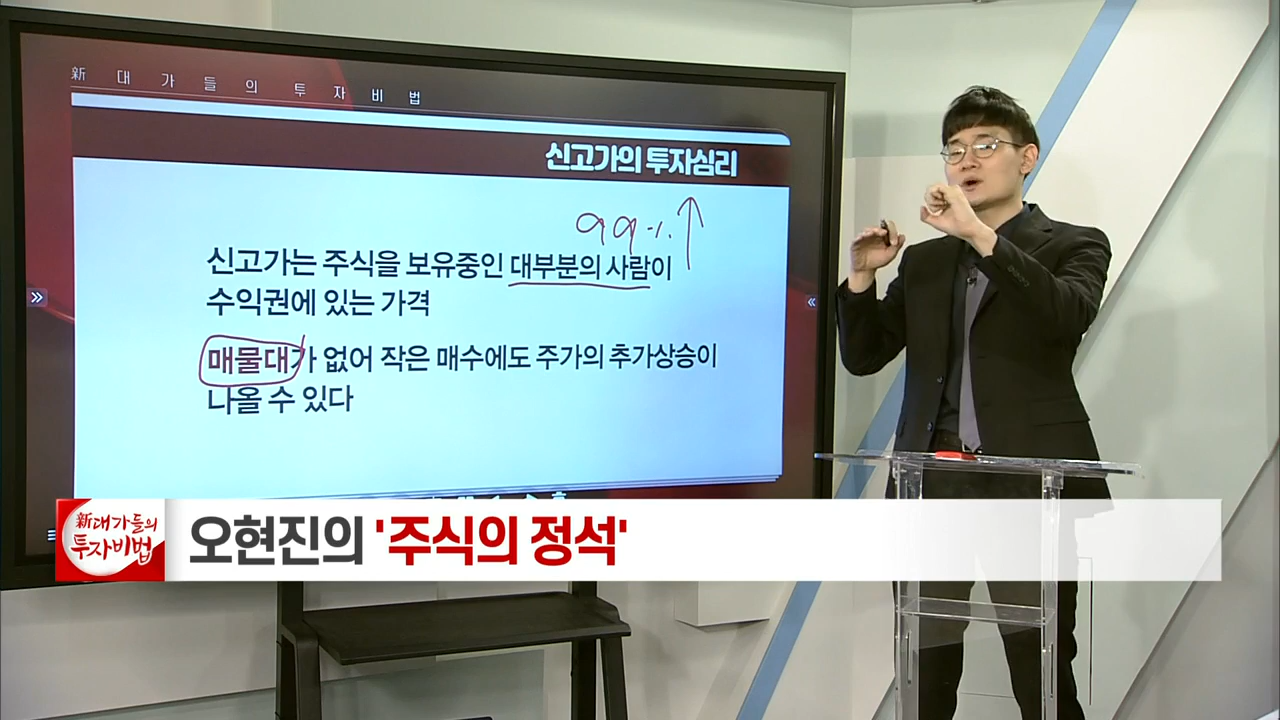 新 대 가 들 의 투 자 비 법
신고가의 투자심리
99%↑
신고가는 주식을 보유중인 대부분의 사람이
수익권에 있는 가격
매물대가 없어 작은 매수에도 주가의 추가상승이
나올 수 있다
新대가들의
투자비법
오현진의 '주식의 정석'